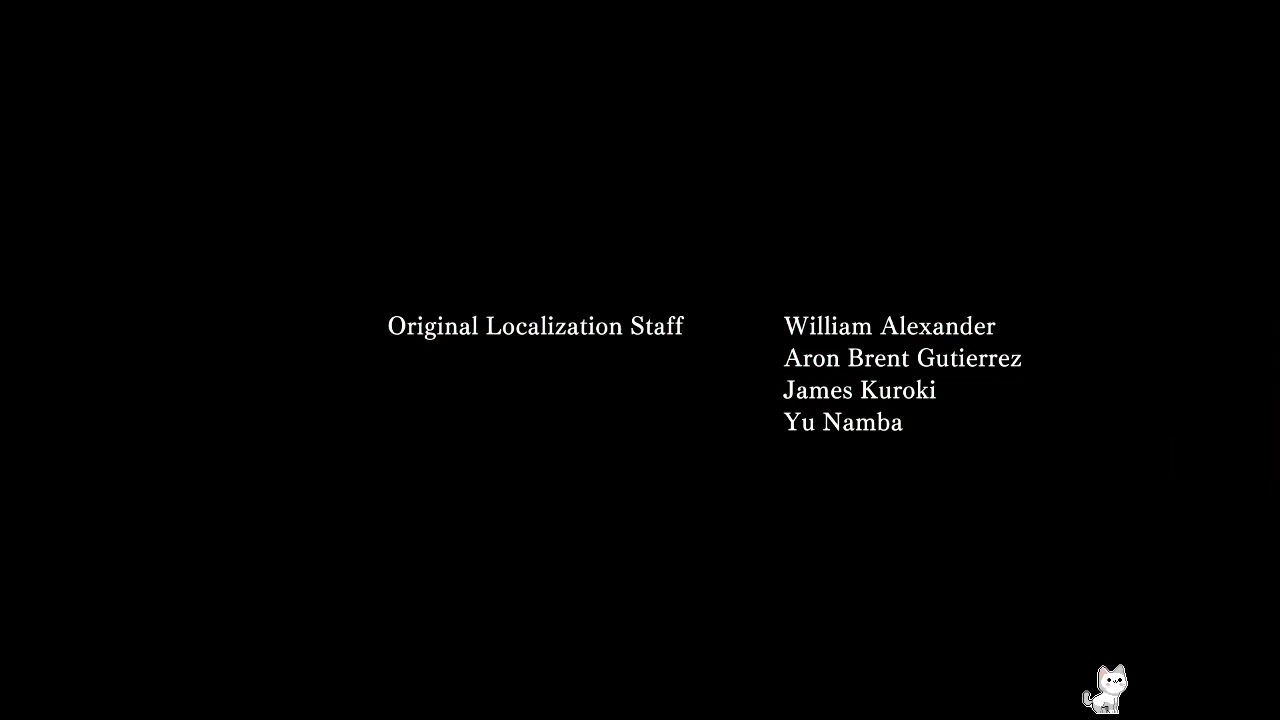 Original Localization Staff William Alexander
Aron Brent Gutierrez
James Kuroki
Yu Namba